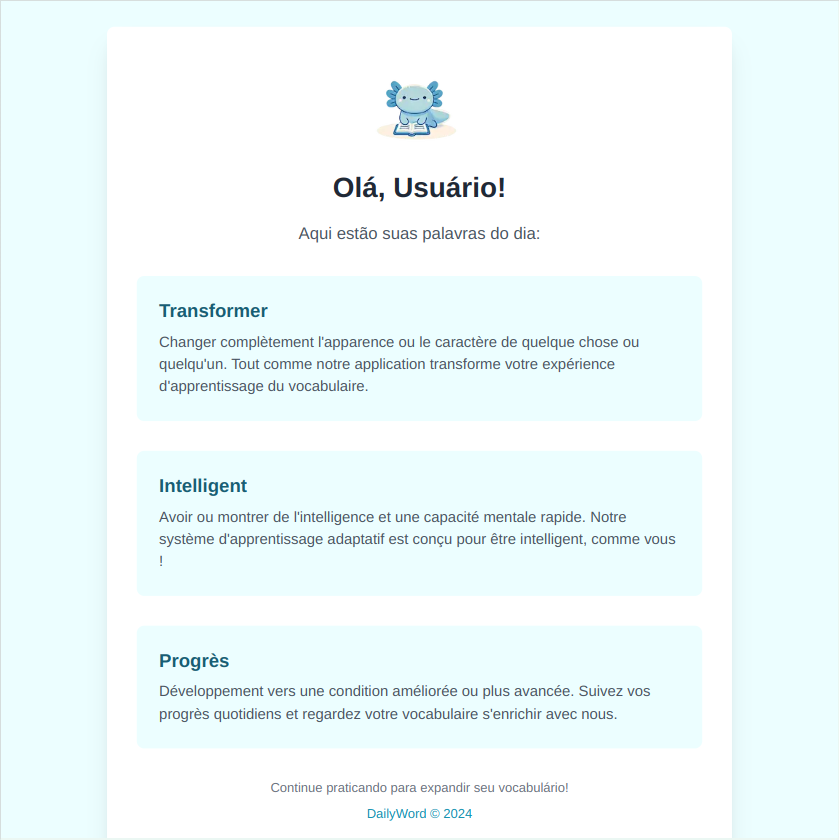 Olá, Usuário!
Aqui estão suas palavras do dia:
Transformer
Changer complètement l'apparence ou le caractère de quelque chose ou
quelqu'un. Tout comme notre application transforme votre expérience
d'apprentissage du vocabulaire.
Intelligent
Avoir ou montrer de l'intelligence et une capacité mentale rapide. Notre
système d'apprentissage adaptatif est conçu pour être intelligent, comme vous
!
Progrès
Développement vers une condition améliorée ou plus avancée. Suivez vos
progrès quotidiens et regardez votre vocabulaire s'enrichir avec nous.
Continue praticando para expandir seu vocabulário!
DailyWord © 2024